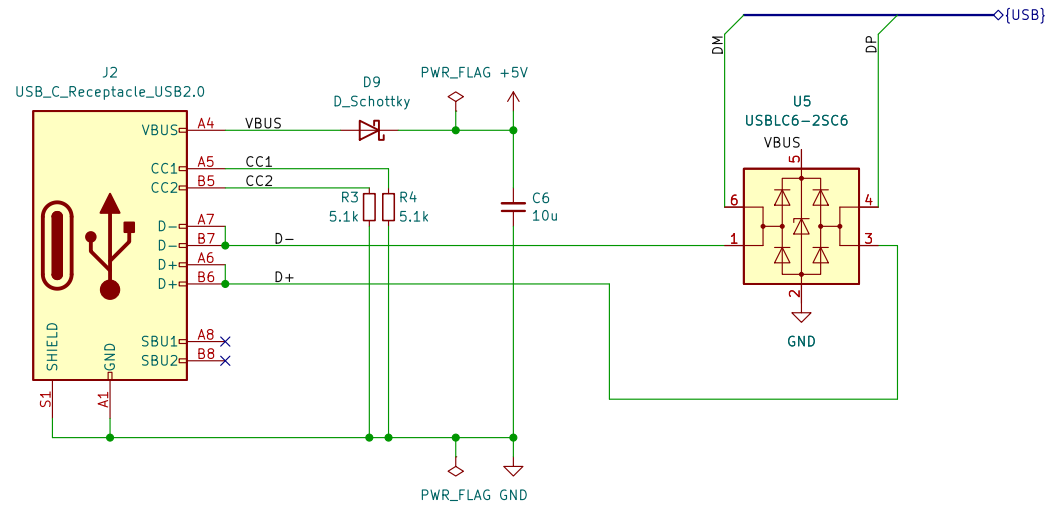 {USB}
DM
DP
J2
USB_C_Receptacle_USB2.0
D9
D_Schottky
PWR_FLAG
+5V
U5
USBLC6-2SC6
VBUS
5
VBUS
A4
VBUS
CC1
A5
CC1
CC2
B5
CC2
R3
5.1k
R4
5.1k
C6
10u
6
4
1
3
2
GND
D-
A7
D-
B7
D-
D+
A6
D+
B6
D+
SBU1
A8
SBU2
B8
SHIELD
GND
S1
A1
PWR_FLAG
GND